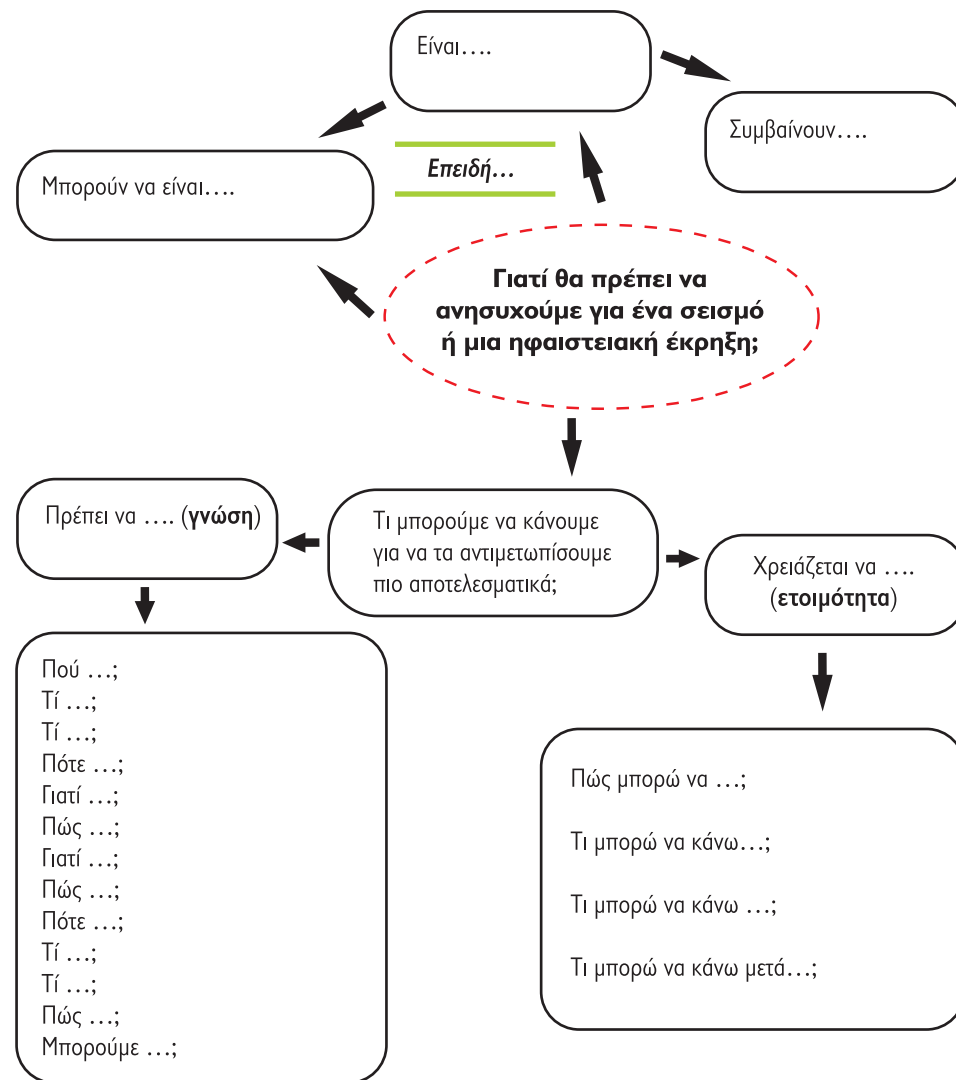 Είναι….
Συμβαίνουν….
Μπορούν να είναι….
Επειδή…
Γιατί θα πρέπει να
ανησυχούμε για ένα σεισμό
ή μια ηφαιστειακή έκρηξη;
Πρέπει να …. (γνώση)
Τι μπορούμε να κάνουμε
για να τα αντιμετωπίσουμε
πιο αποτελεσματικά;
Χρειάζεται να ….
(ετοιμότητα)
Πού …;
Τί …;
Τί …;
Πότε …;
Γιατί …;
Πώς …;
Γιατί …;
Πώς …;
Πότε …;
Τί …;
Τί …;
Πώς …;
Μπορούμε …;
Πώς μπορώ να …;
Τι μπορώ να κάνω…;
Τι μπορώ να κάνω …;
Τι μπορώ να κάνω μετά…;